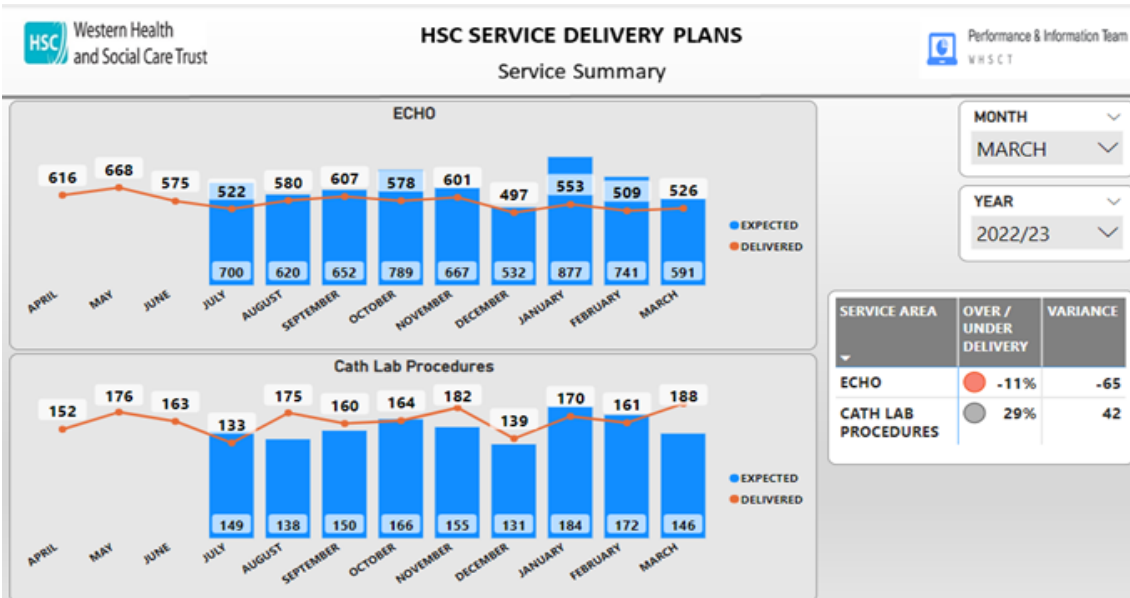 HSC
Western Health
and Social Care Trust
HSC SERVICE DELIVERY PLANS
Service Summary
Performance & Information Team
WHSCT
ECHO
616 668 575 522 580 607 578 601 497 553 509 526
700 620 652 789 667 532 877 741 591
APRIL MAY JUNE JULY AUGUST SEPTEMBER OCTOBER NOVEMBER DECEMBER JANUARY FEBRUARY MARCH
EXPECTED
DELIVERED
Cath Lab Procedures
152 176 163 133 175 160 164 182 139 170 161 188
149 138 150 166 155 131 184 172 146
APRIL MAY JUNE JULY AUGUST SEPTEMBER OCTOBER NOVEMBER DECEMBER JANUARY FEBRUARY MARCH
EXPECTED
DELIVERED
MONTH
MARCH
YEAR
2022/23
SERVICE AREA OVER / VARIANCE
UNDER
DELIVERY
ECHO -11% -65
CATH LAB 29% 42
PROCEDURES